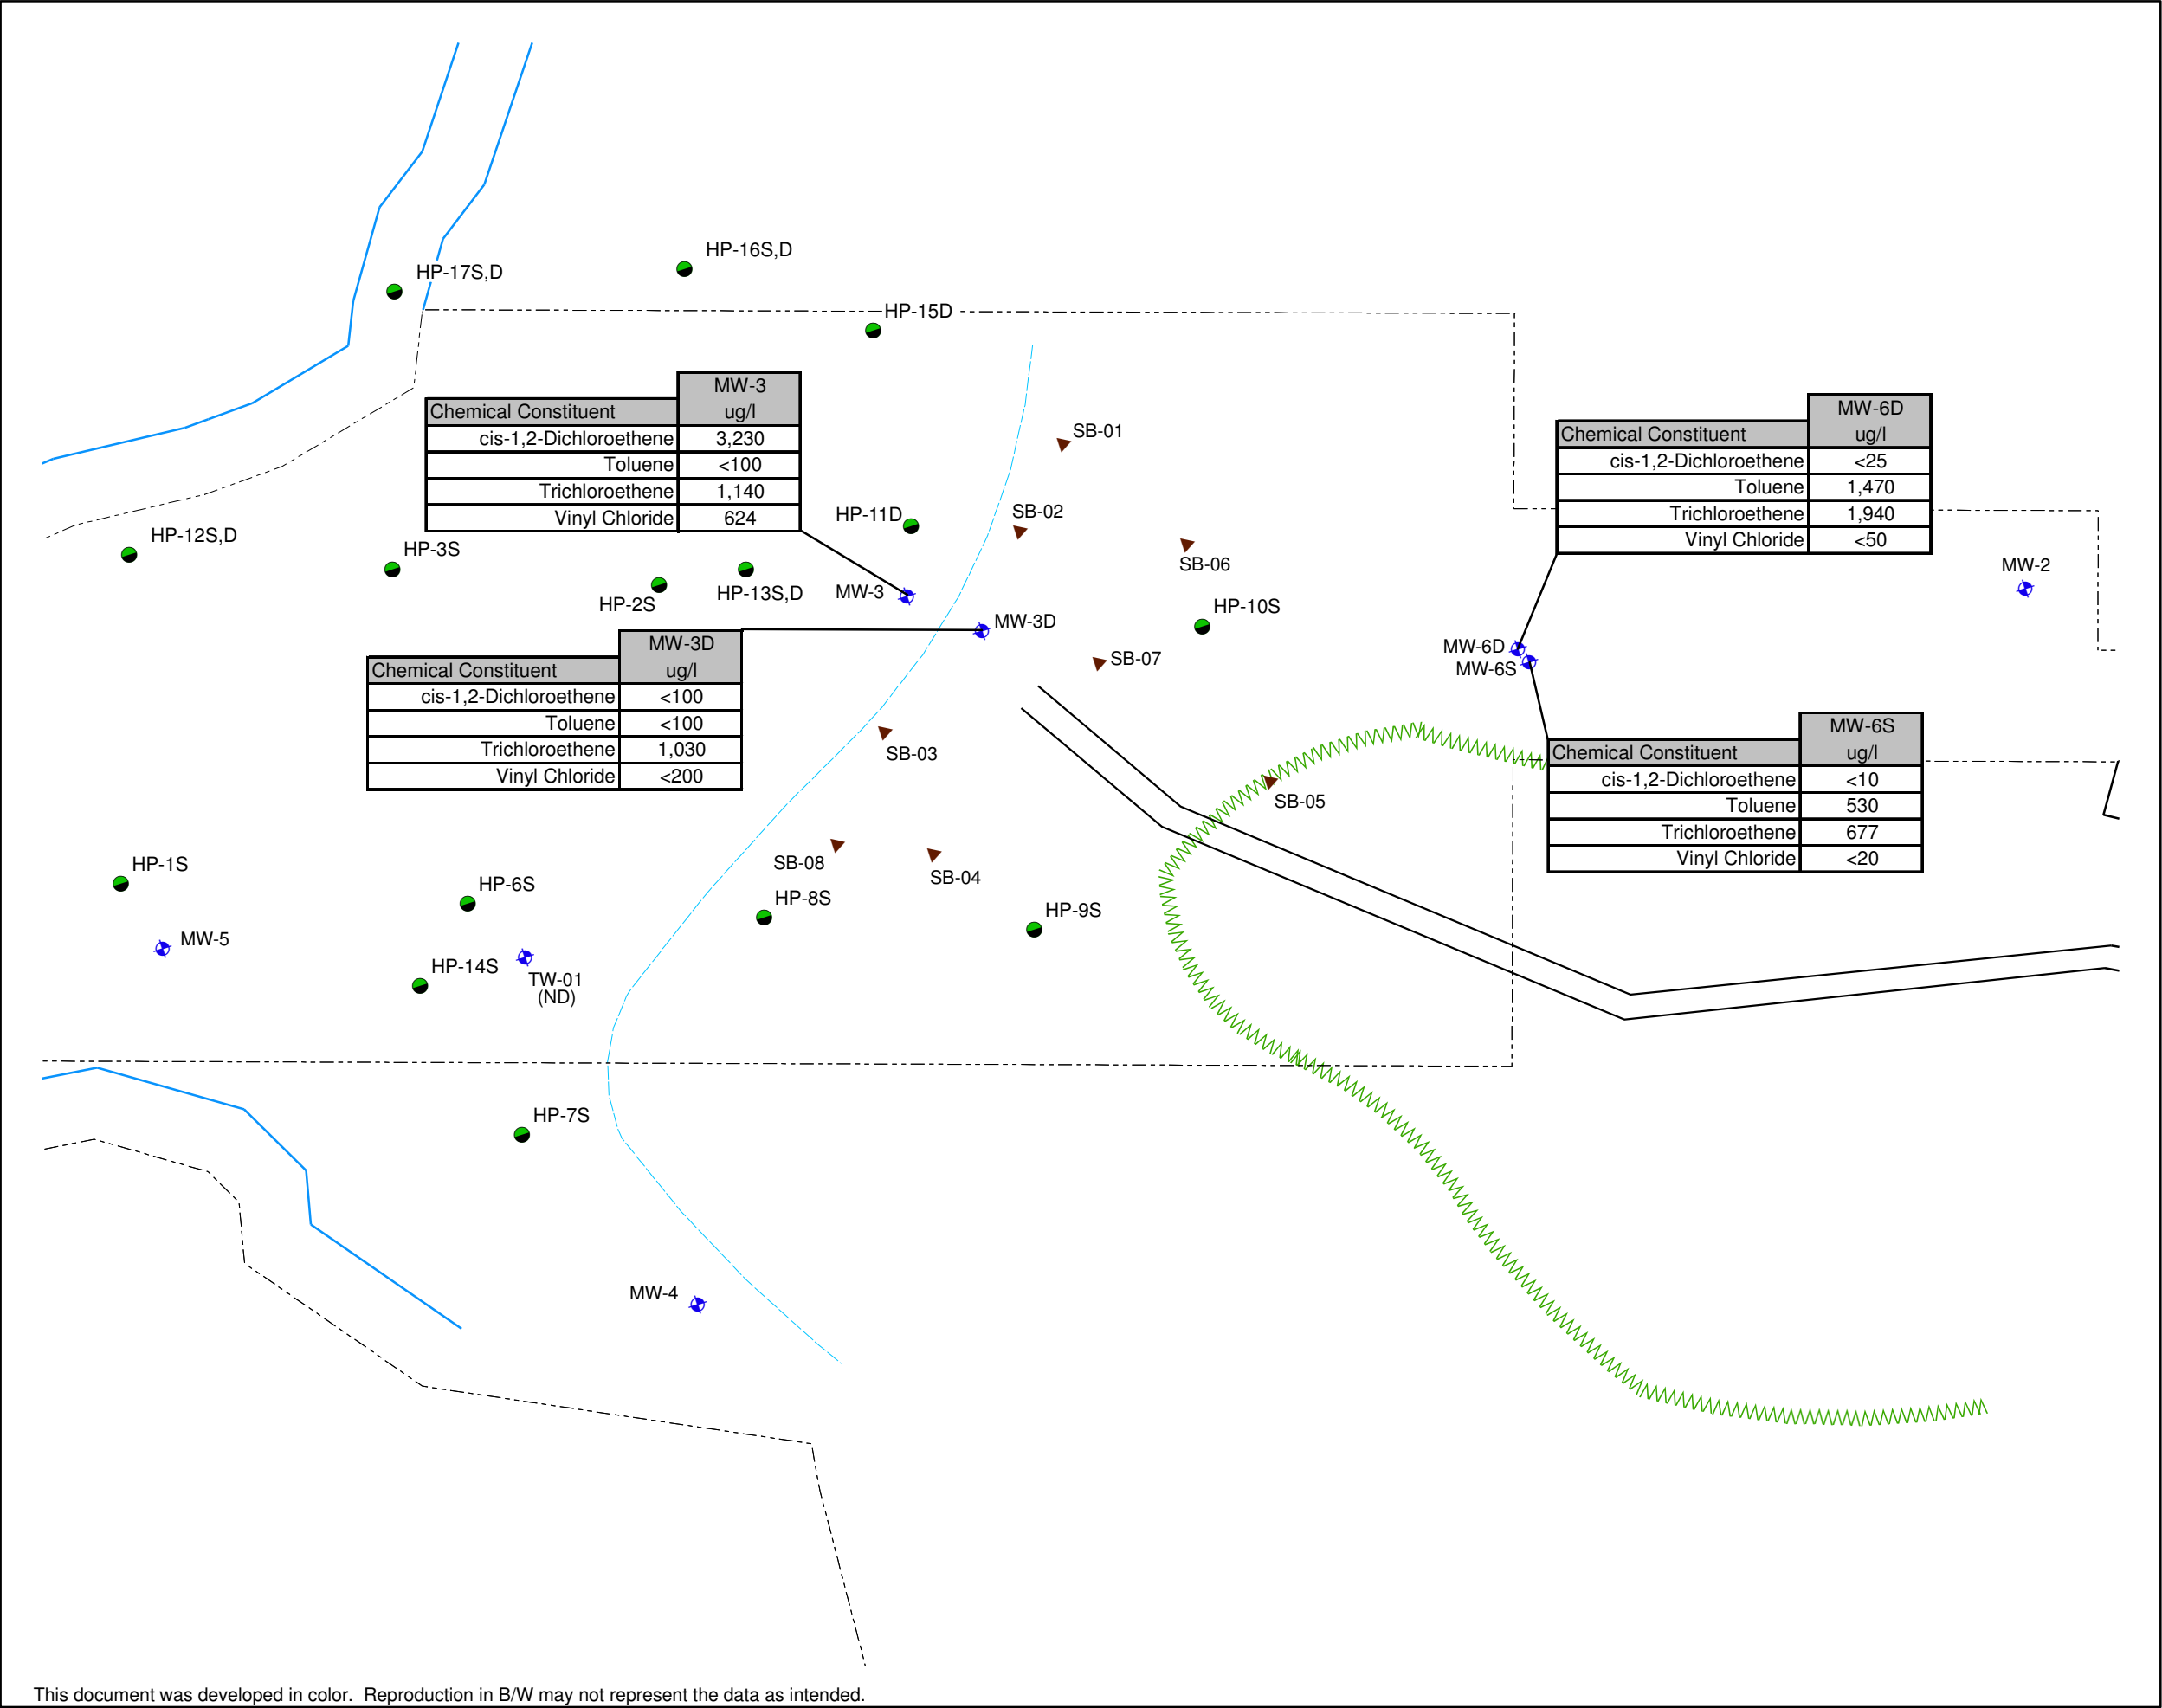 HP-16S,D
HP-17S,D
HP-15D
MW-3
Chemical Constituent ug/l
cis-1,2-Dichloroethene 3,230
Toluene <100
Trichloroethene 1,140
Vinyl Chloride 624
MW-6D
Chemical Constituent ug/l
cis-1,2-Dichloroethene <25
Toluene 1,470
Trichloroethene 1,940
Vinyl Chloride <50
SB-01
SB-02
HP-11D
HP-12S,D
HP-3S
SB-06
MW-2
HP-2S
HP-13S,D
MW-3
HP-10S
MW-3D
MW-6D
MW-6S
SB-07
MW-3D
Chemical Constituent ug/l
cis-1,2-Dichloroethene <100
Toluene <100
Trichloroethene 1,030
Vinyl Chloride <200
SB-03
MW-6S
Chemical Constituent ug/l
cis-1,2-Dichloroethene <10
Toluene 530
Trichloroethene 677
Vinyl Chloride <20
SB-05
HP-1S
SB-08
SB-04
HP-6S
HP-8S
HP-9S
MW-5
HP-14S
TW-01
(ND)
HP-7S
MW-4
This document was developed in color. Reproduction in B/W may not represent the data as intended.